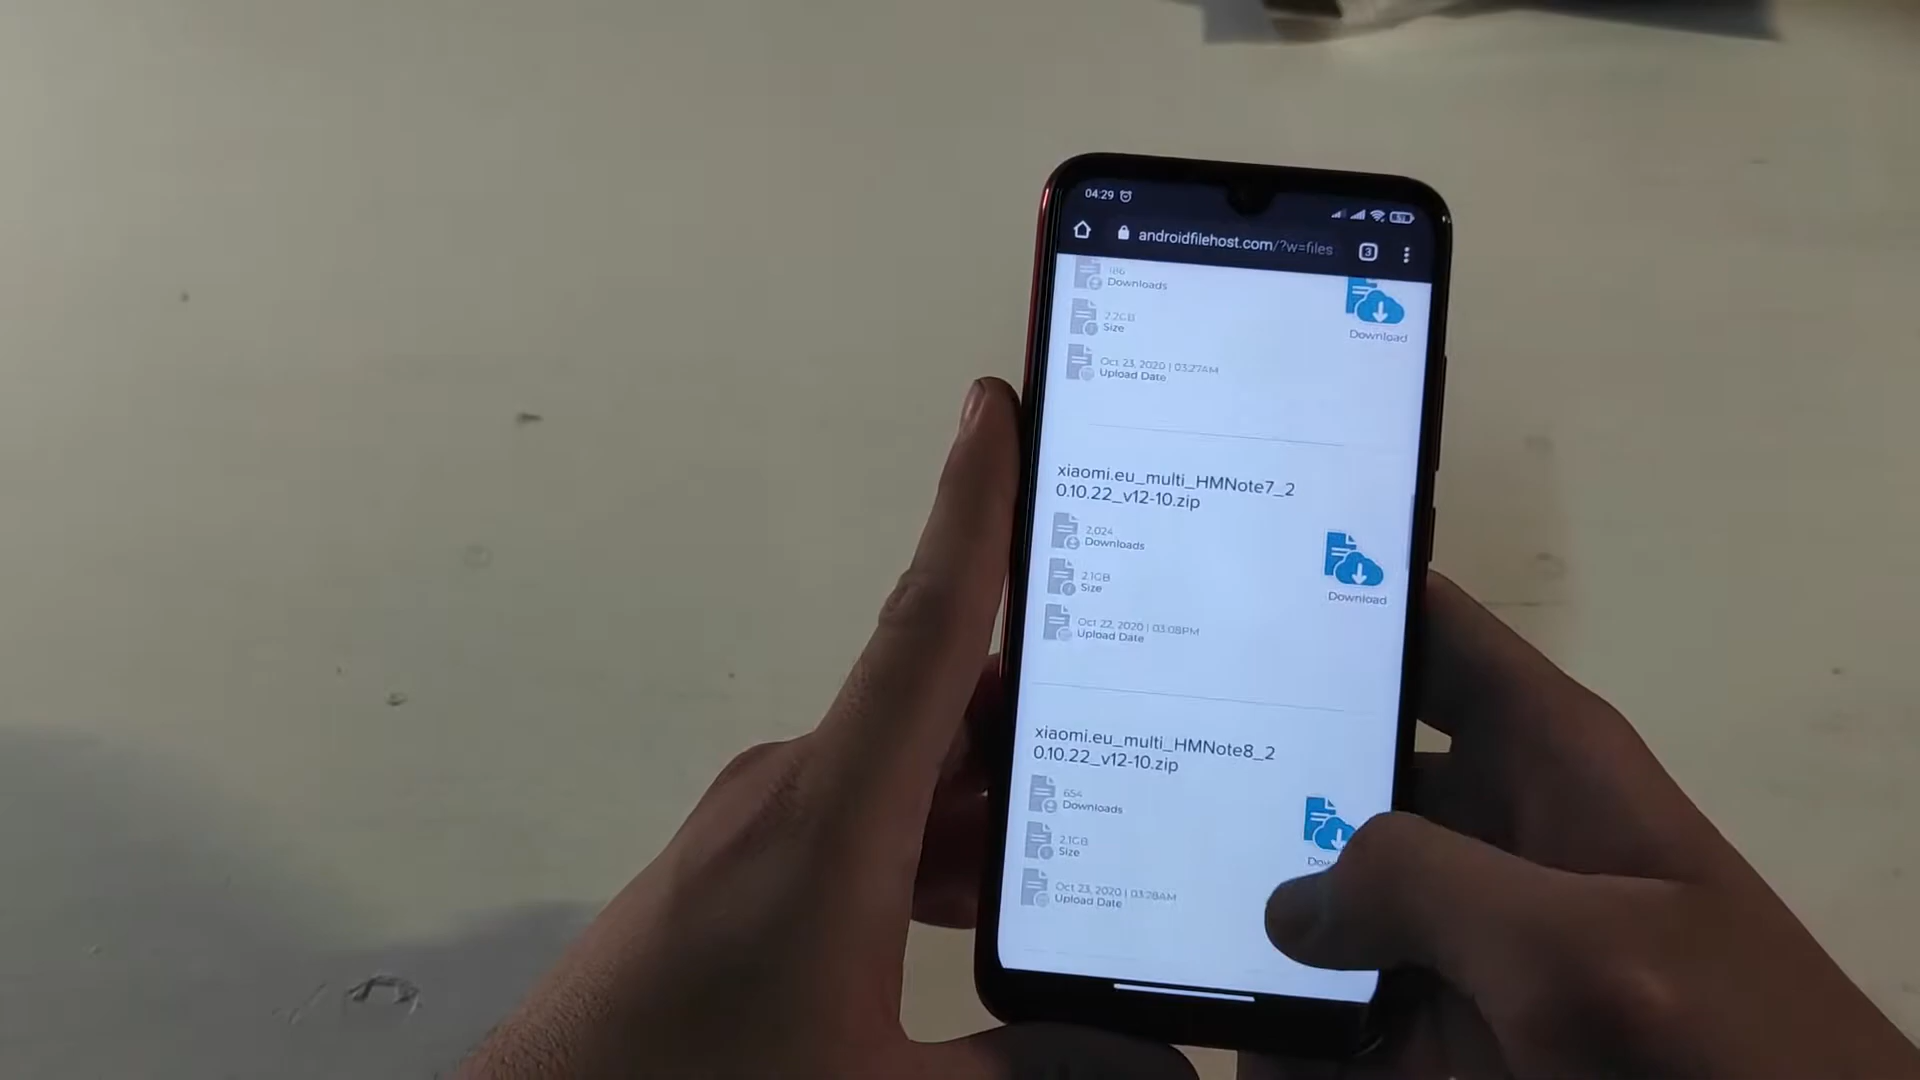 04:29
androidfilehost.com/?w=files
3
186
Downloads
2.2GB
Size
Download
Oct 23, 2020 | 03:27AM
Upload Date
xiaomi.eu_multi_HMNote7_2
0.10.22_v12-10.zip
2,024
Downloads
2.1GB
Size
Download
Oct 22, 2020 | 03:08PM
Upload Date
xiaomi.eu_multi_HMNote8_2
0.10.22_v12-10.zip
654
Downloads
2.1GB
Size
Dow
Oct 23, 2020 | 03:28AM
Upload Date